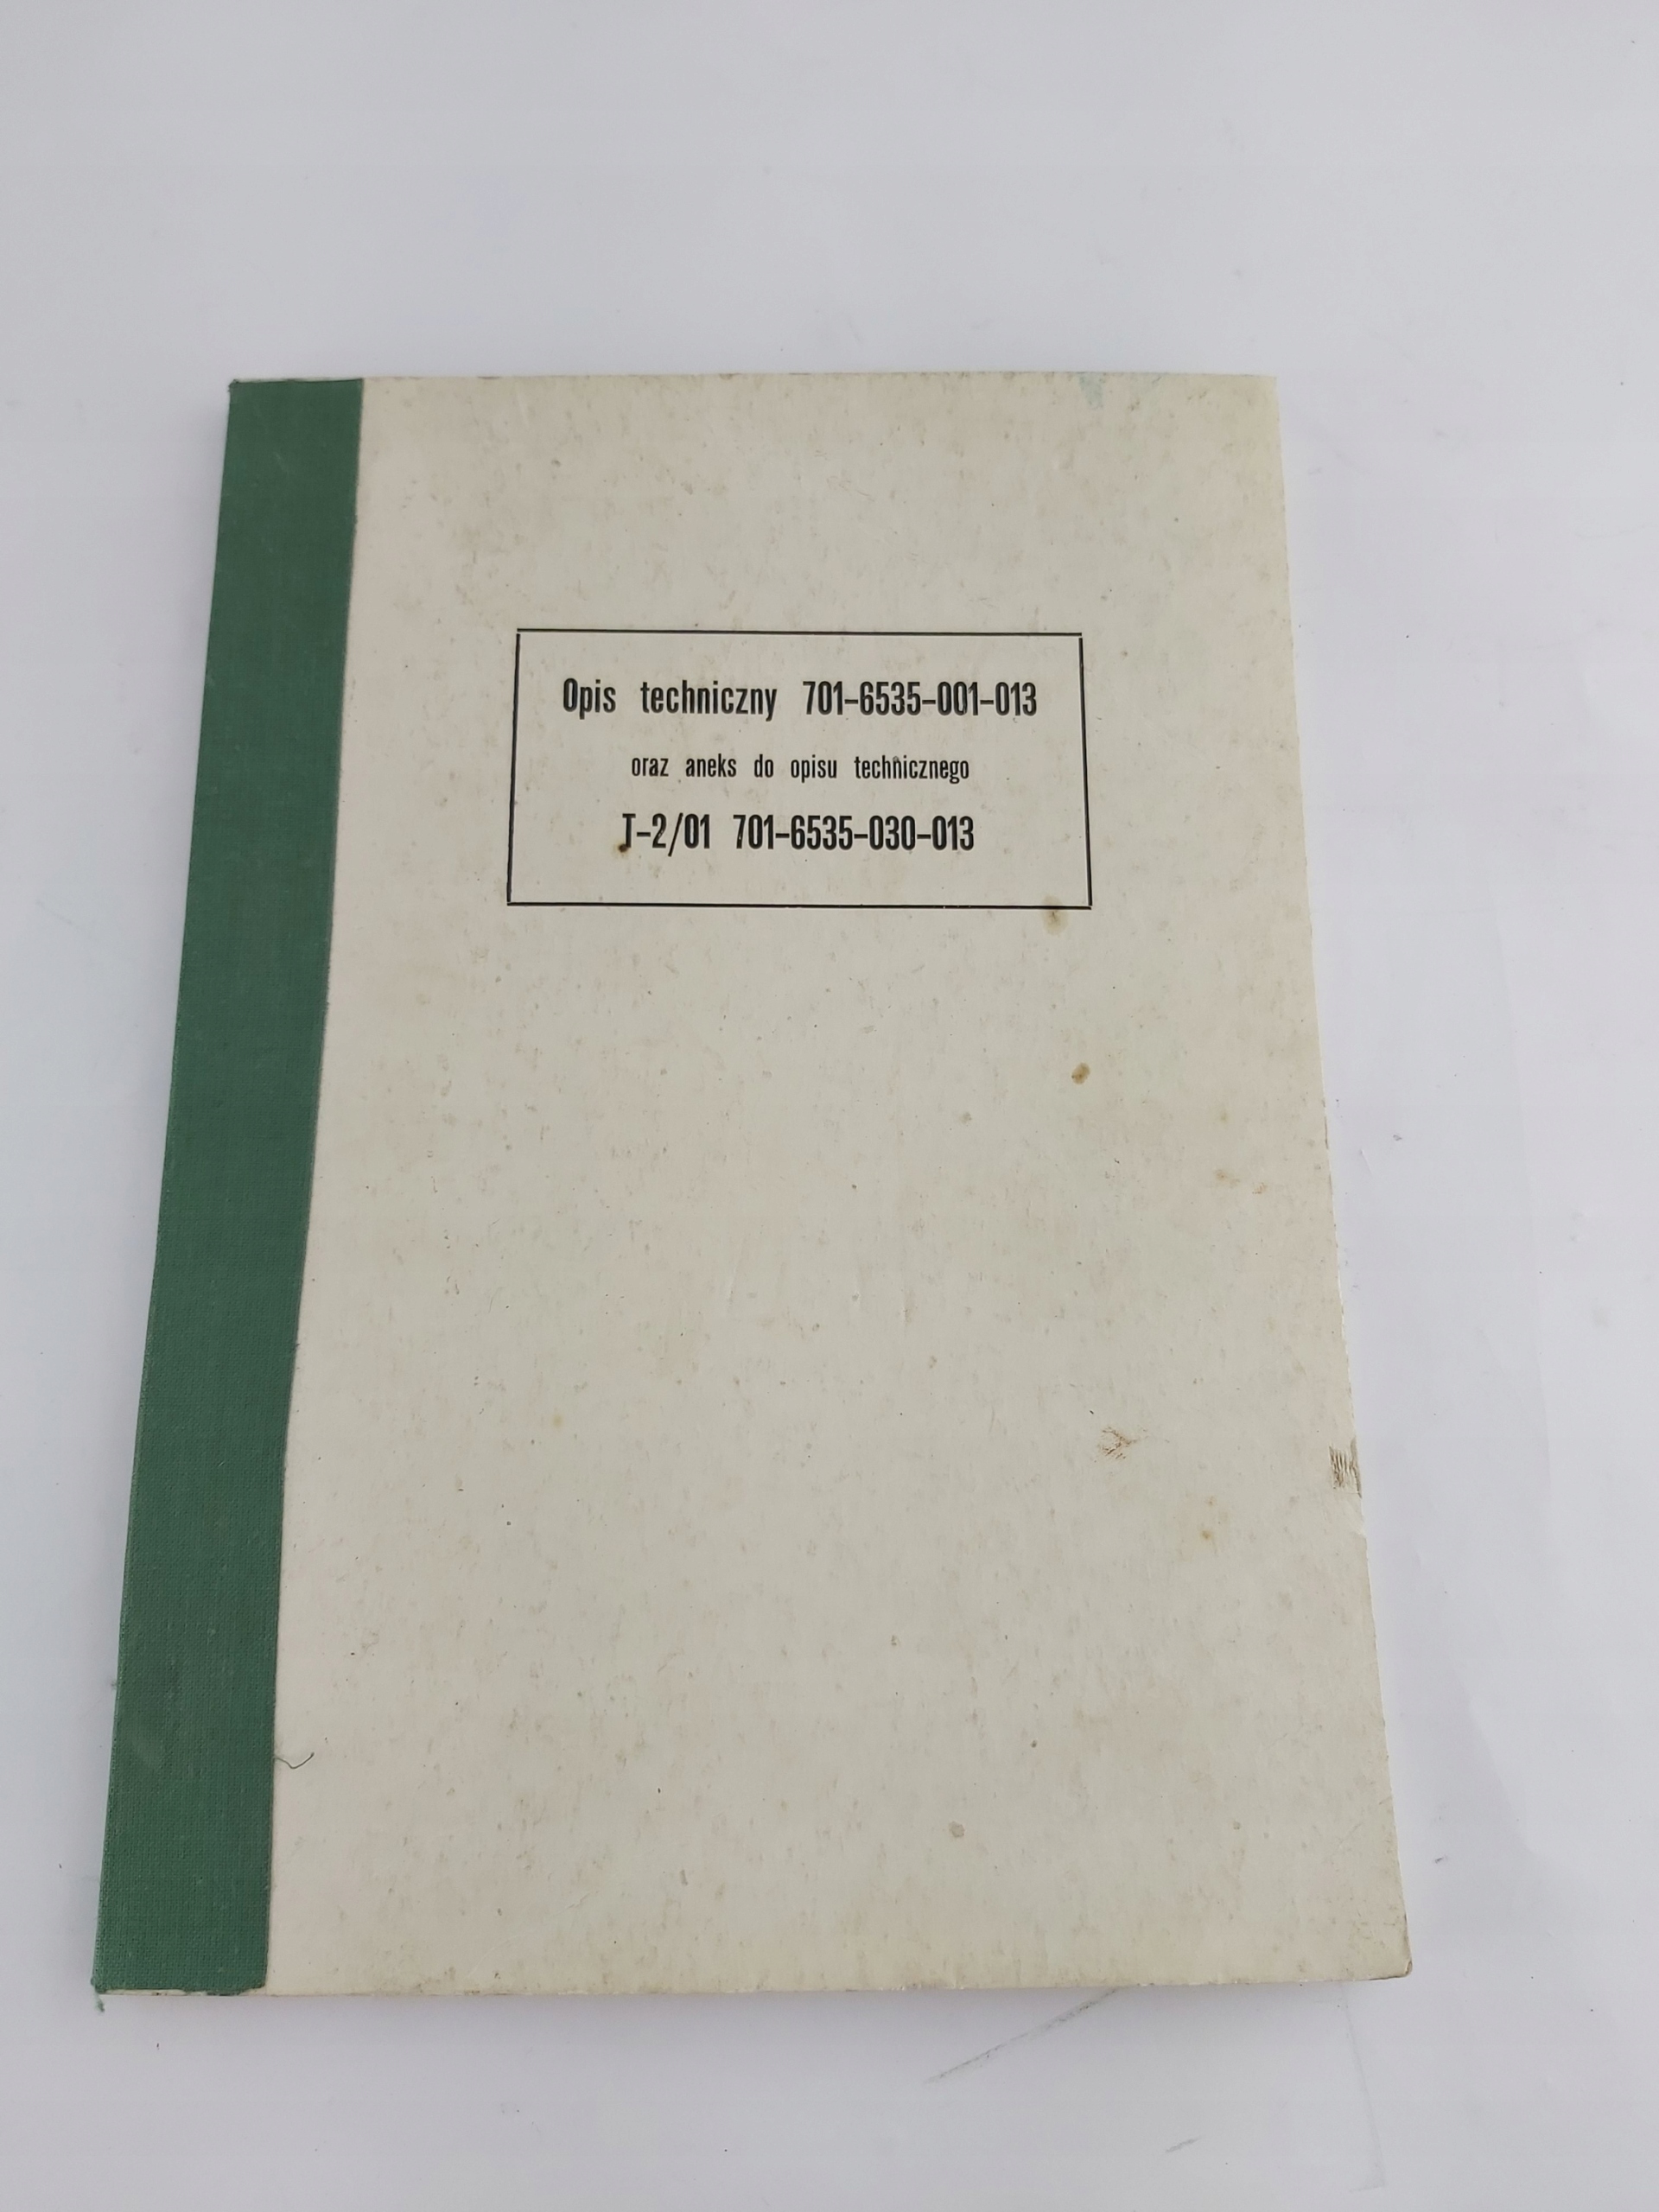 Opis techniczny 701-6535-001-013
oraz aneks do opisu technicznego
T-2/01 701-6535-030-013